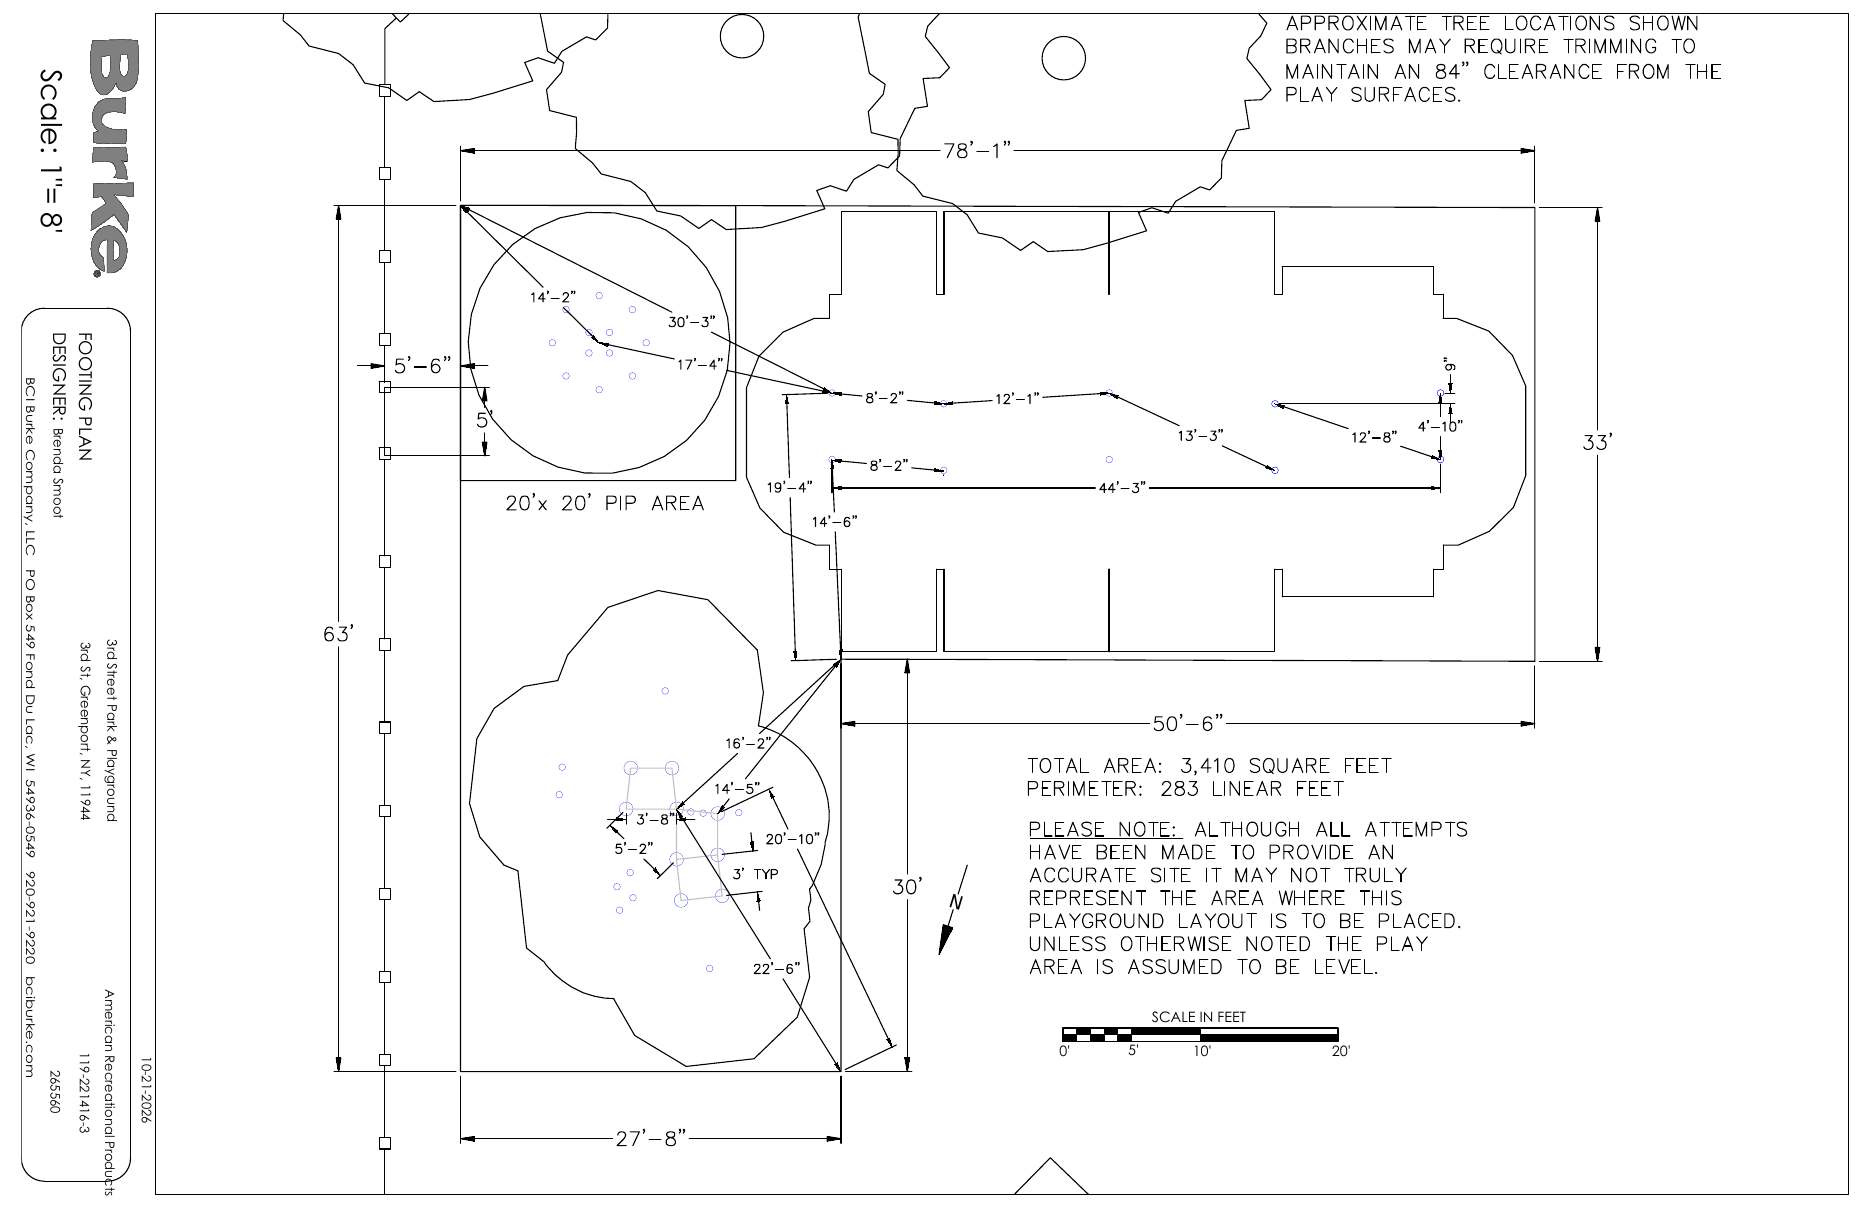 APPROXIMATE TREE LOCATIONS SHOWN
BRANCHES MAY REQUIRE TRIMMING TO
MAINTAIN AN 84" CLEARANCE FROM THE
PLAY SURFACES.
Burke
Scale: 1"= 8'
FOOTING PLAN
DESIGNER: Brenda Smoot
BCI Burke Company, LLC PO Box 549 Fond Du Lac, WI 54936-0549 920-921-9220 bciburke.com
3rd Street Park & Playground
3rd St, Greenport, NY, 11944
American Recreational Products
119-221416-3
265560
10-21-2026
78'-1"
14'-2"
30'-3"
17'-4"
5'-6"
5'
8'-2"
12'-1"
13'-3"
12'-8"
9"
4'-10"
33'
8'-2"
19'-4"
44'-3"
14'-6"
20'x 20' PIP AREA
63'
16'-2"
14'-5"
3'-8"
5'-2"
20'-10"
3' TYP
22'-6"
30'
50'-6"
27'-8"
TOTAL AREA: 3,410 SQUARE FEET
PERIMETER: 283 LINEAR FEET
PLEASE NOTE: ALTHOUGH ALL ATTEMPTS
HAVE BEEN MADE TO PROVIDE AN
ACCURATE SITE IT MAY NOT TRULY
REPRESENT THE AREA WHERE THIS
PLAYGROUND LAYOUT IS TO BE PLACED.
UNLESS OTHERWISE NOTED THE PLAY
AREA IS ASSUMED TO BE LEVEL.
N
SCALE IN FEET
0' 5' 10' 20'